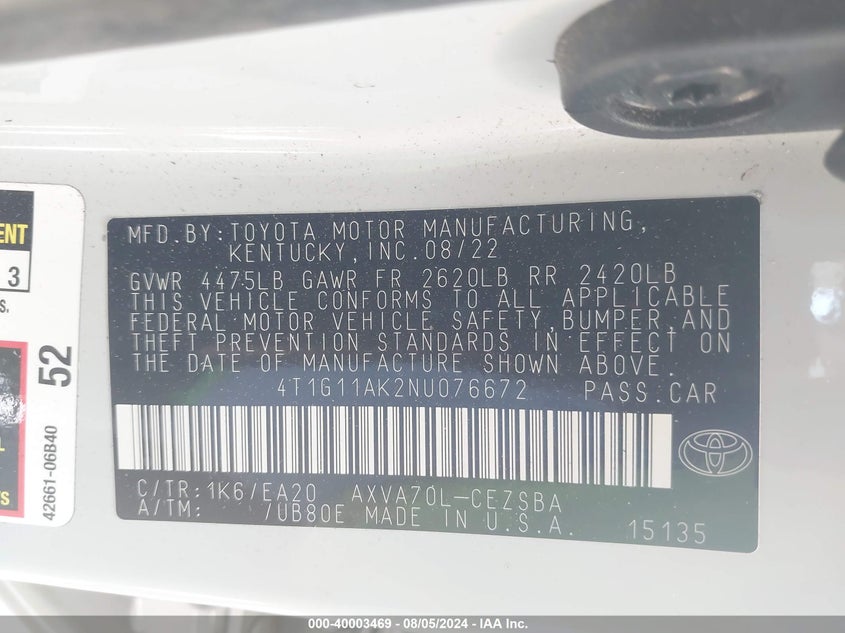 MFD.BY:TOYOTA MOTOR MANUFACTURING,
KENTUCKY,INC.08/22
GVWR 4475LB GAWR FR 2620LB RR 2420LB
THIS VEHICLE CONFORMS TO ALL APPLICABLE
FEDERAL MOTOR VEHICLE SAFETY,BUMPER,AND
THEFT PREVENTION STANDARDS IN EFFECT ON
THE DATE OF MANUFACTURE SHOWN ABOVE.
4T1G11AK2NU076672 PASS.CAR
C/TR:1K6/EA20 AXVA70L-CEZSBA
A/TM: /UB80E MADE IN U.S.A. 15135
3
52
42661-06B40
000-40003469 - 08/05/2024 - IAA Inc.